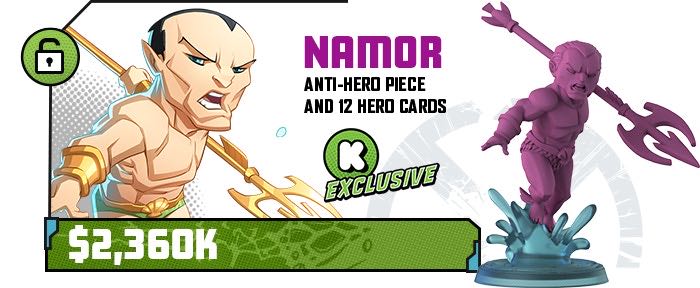 NAMOR
ANTI-HERO PIECE
AND 12 HERO CARDS
K
EXCLUSIVE
$2,360K